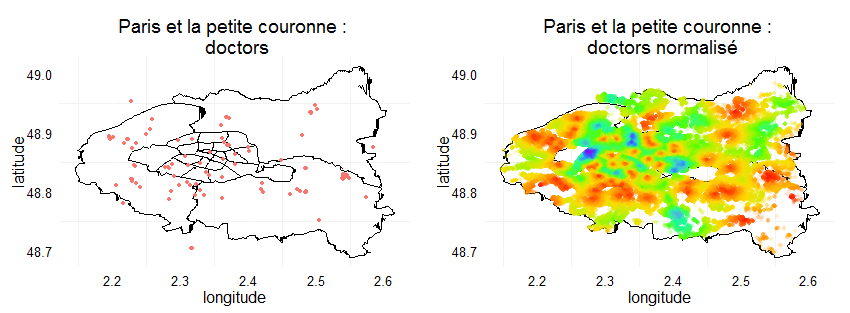 Paris et la petite couronne :
doctors
49.0
48.9
48.8
48.7
latitude
2.2 2.3 2.4 2.5 2.6
longitude
Paris et la petite couronne :
doctors normalisé
49.0
48.9
48.8
48.7
latitude
2.2 2.3 2.4 2.5 2.6
longitude